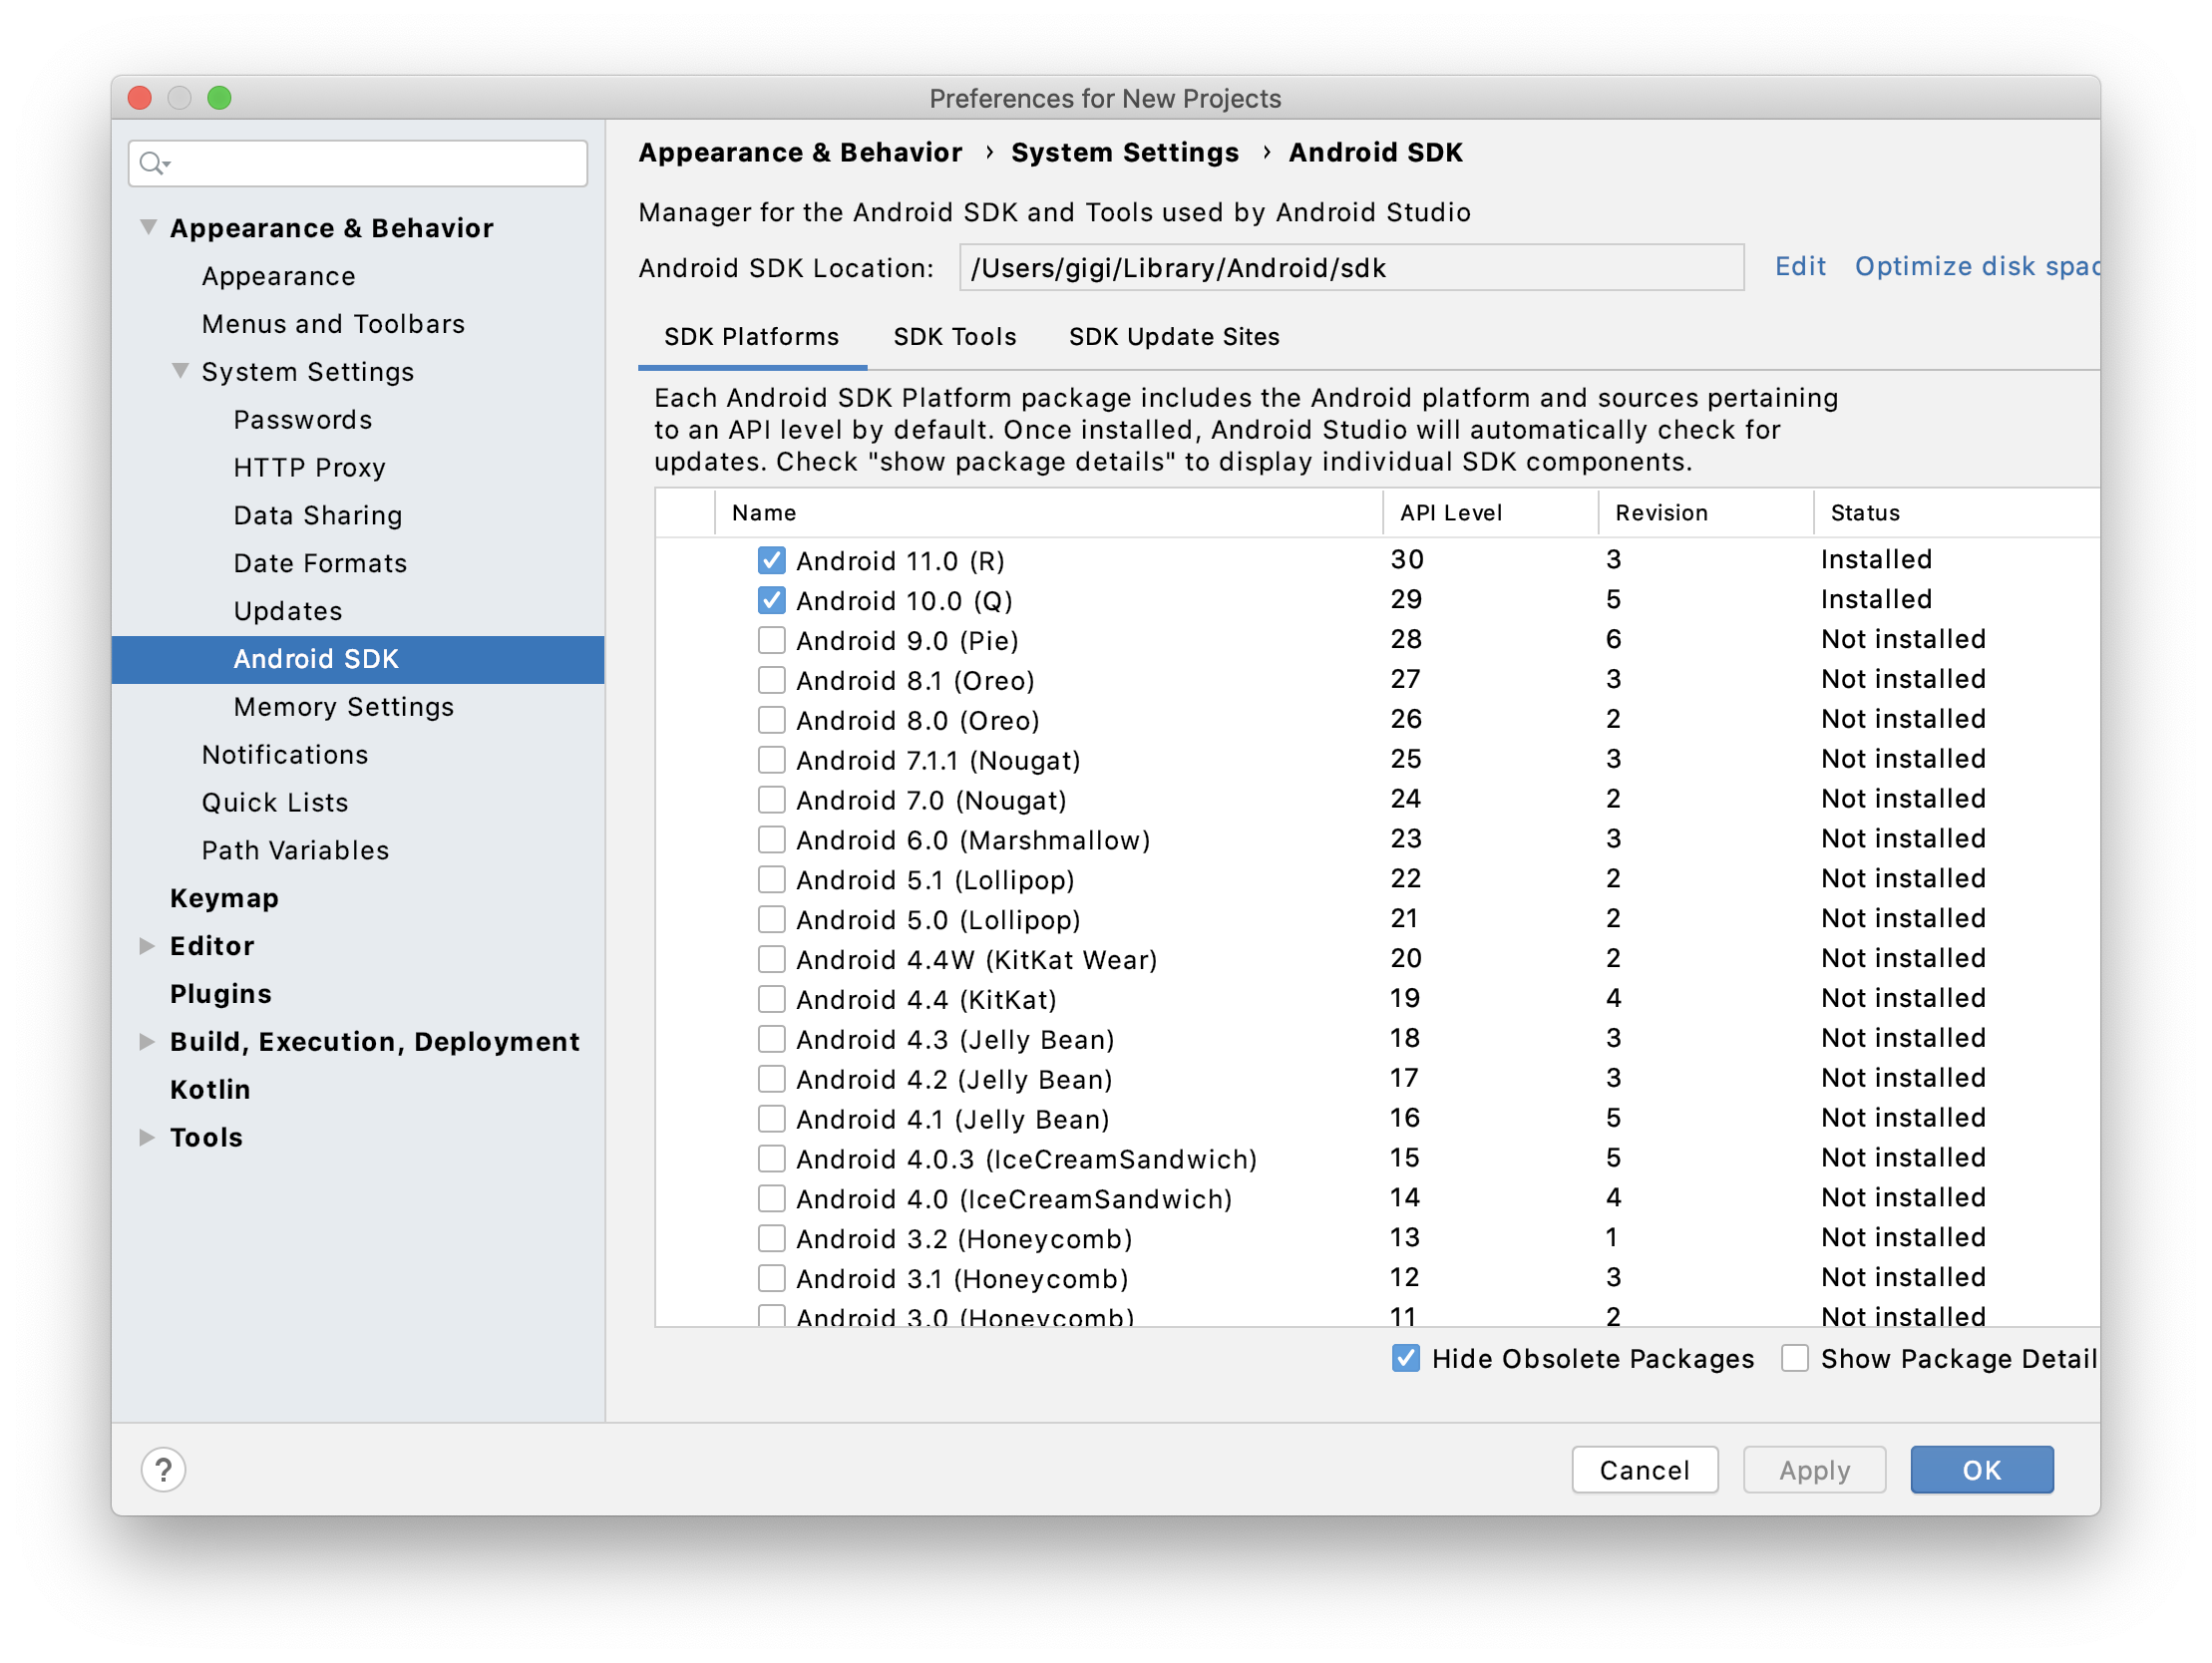 Preferences for New Projects
Appearance & Behavior
Appearance
Menus and Toolbars
System Settings
Passwords
HTTP Proxy
Data Sharing
Date Formats
Updates
Android SDK
Memory Settings
Notifications
Quick Lists
Path Variables
Keymap
Editor
Plugins
Build, Execution, Deployment
Kotlin
Tools
Appearance & Behavior › System Settings › Android SDK
Manager for the Android SDK and Tools used by Android Studio
Android SDK Location: /Users/gigi/Library/Android/sdk Edit Optimize disk spac
SDK Platforms SDK Tools SDK Update Sites
Each Android SDK Platform package includes the Android platform and sources pertaining
to an API level by default. Once installed, Android Studio will automatically check for
updates. Check "show package details" to display individual SDK components.
Name API Level Revision Status
Android 11.0 (R) 30 3 Installed
Android 10.0 (Q) 29 5 Installed
Android 9.0 (Pie) 28 6 Not installed
Android 8.1 (Oreo) 27 3 Not installed
Android 8.0 (Oreo) 26 2 Not installed
Android 7.1.1 (Nougat) 25 3 Not installed
Android 7.0 (Nougat) 24 2 Not installed
Android 6.0 (Marshmallow) 23 3 Not installed
Android 5.1 (Lollipop) 22 2 Not installed
Android 5.0 (Lollipop) 21 2 Not installed
Android 4.4W (KitKat Wear) 20 2 Not installed
Android 4.4 (KitKat) 19 4 Not installed
Android 4.3 (Jelly Bean) 18 3 Not installed
Android 4.2 (Jelly Bean) 17 3 Not installed
Android 4.1 (Jelly Bean) 16 5 Not installed
Android 4.0.3 (IceCreamSandwich) 15 5 Not installed
Android 4.0 (IceCreamSandwich) 14 4 Not installed
Android 3.2 (Honeycomb) 13 1 Not installed
Android 3.1 (Honeycomb) 12 3 Not installed
Android 3.0 (Honeycomb) 11 2 Not installed
Hide Obsolete Packages Show Package Detail
? Cancel Apply OK